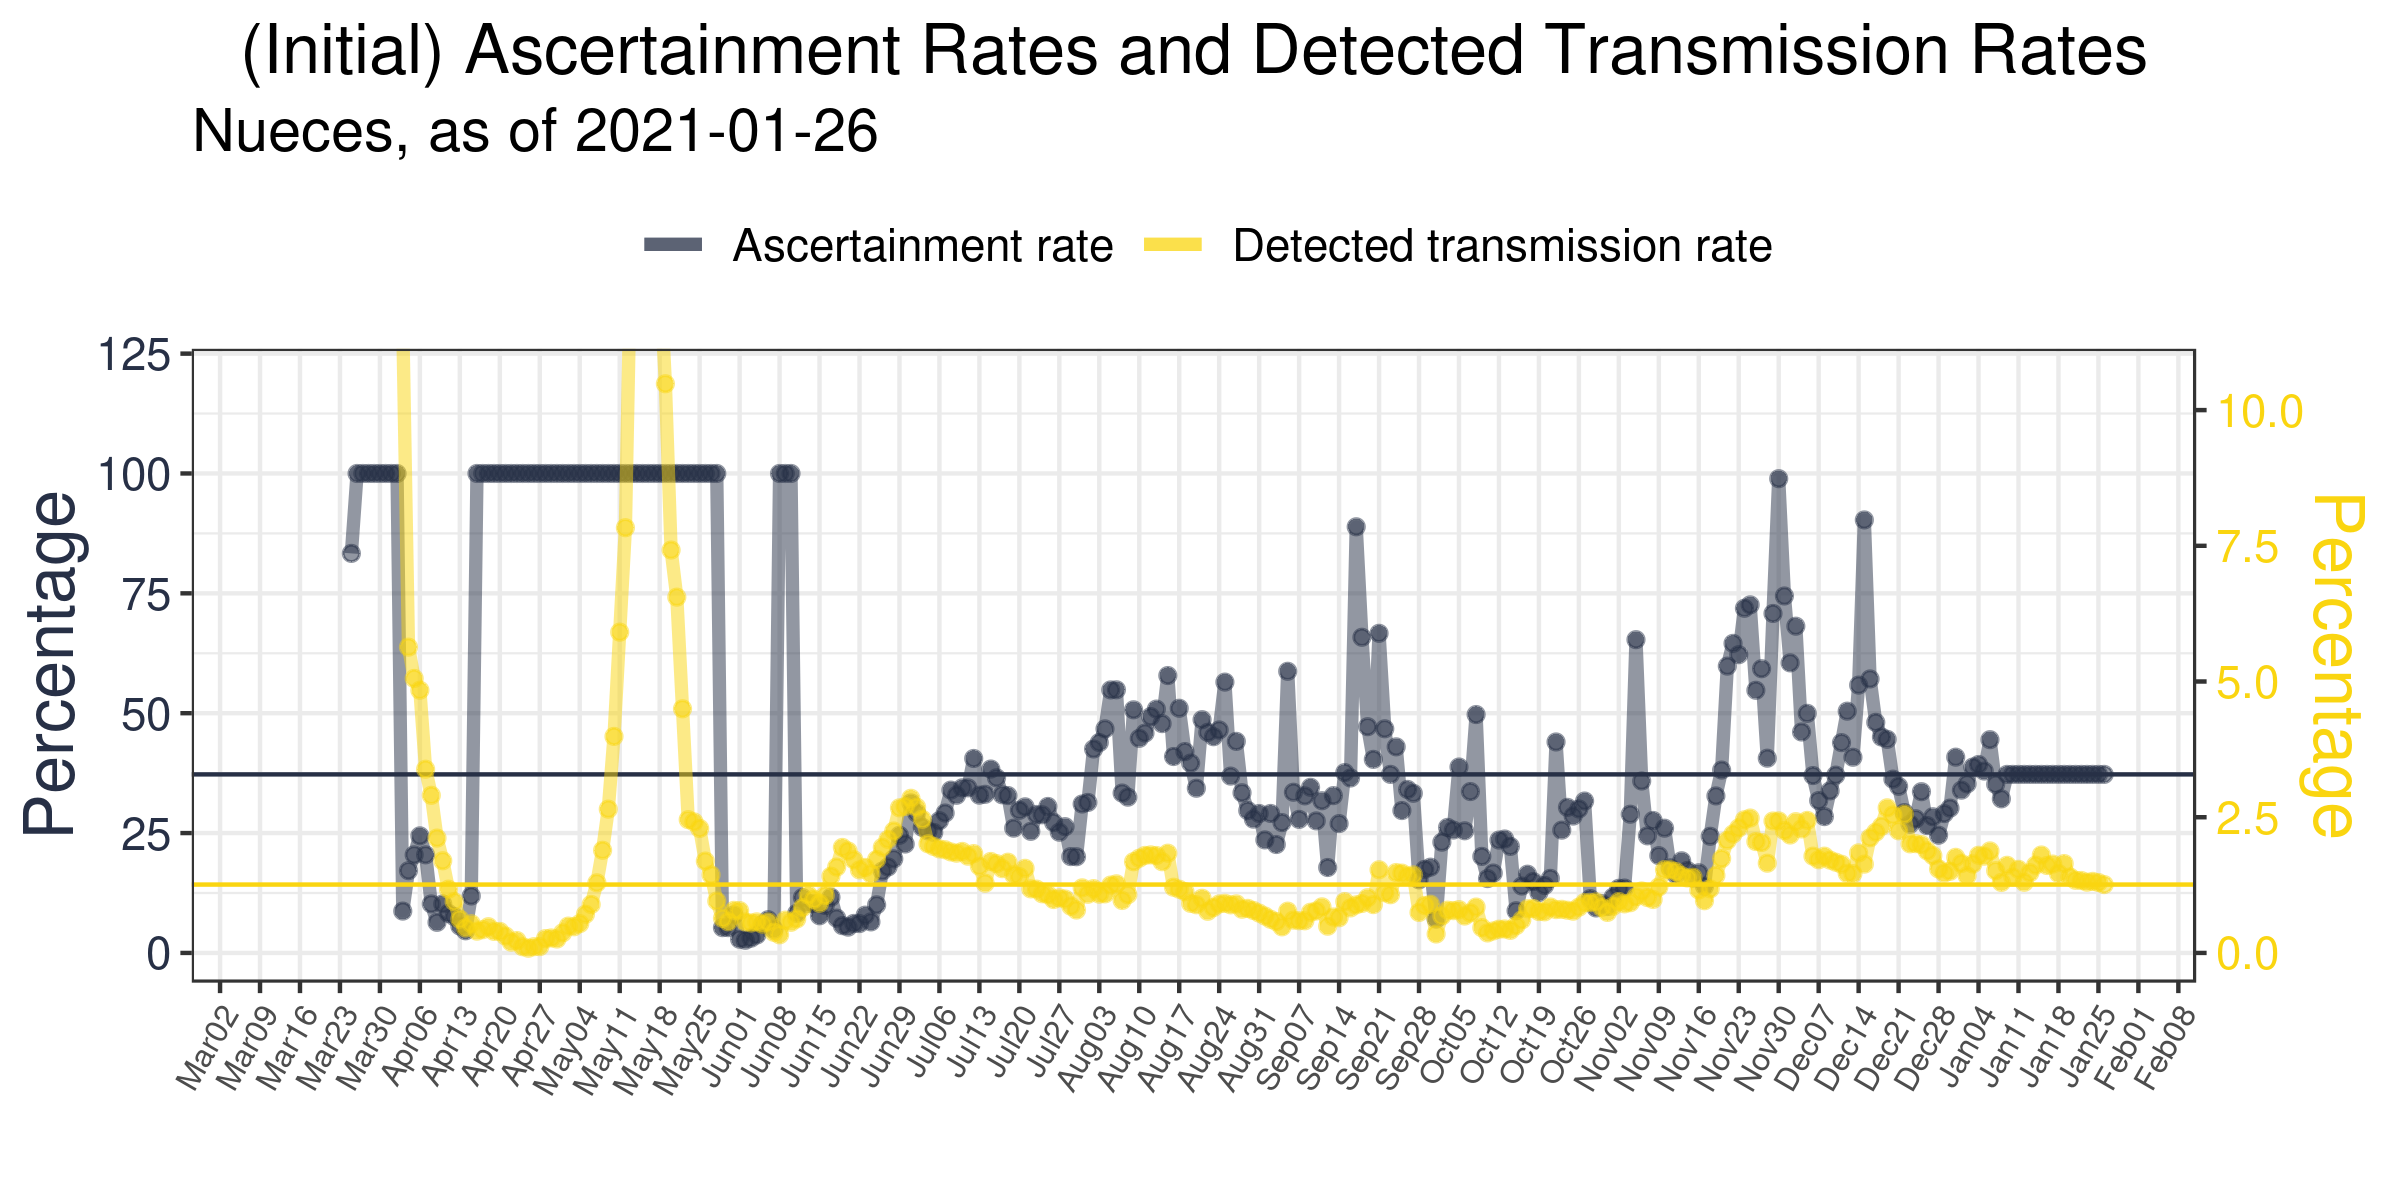 (Initial) Ascertainment Rates and Detected Transmission Rates
Nueces, as of 2021-01-26
Ascertainment rate Detected transmission rate
Percentage
125
100
75
50
25
0
10.0
7.5
5.0
2.5
0.0
Percentage
Mar02 Mar09 Mar16 Mar23 Mar30 Apr06 Apr13 Apr20 Apr27 May04 May11 May18 May25 Jun01 Jun08 Jun15 Jun22 Jun29 Jul06 Jul13 Jul20 Jul27 Aug03 Aug10 Aug17 Aug24 Aug31 Sep07 Sep14 Sep21 Sep28 Oct05 Oct12 Oct19 Oct26 Nov02 Nov09 Nov16 Nov23 Nov30 Dec07 Dec14 Dec21 Dec28 Jan04 Jan11 Jan18 Jan25 Feb01 Feb08